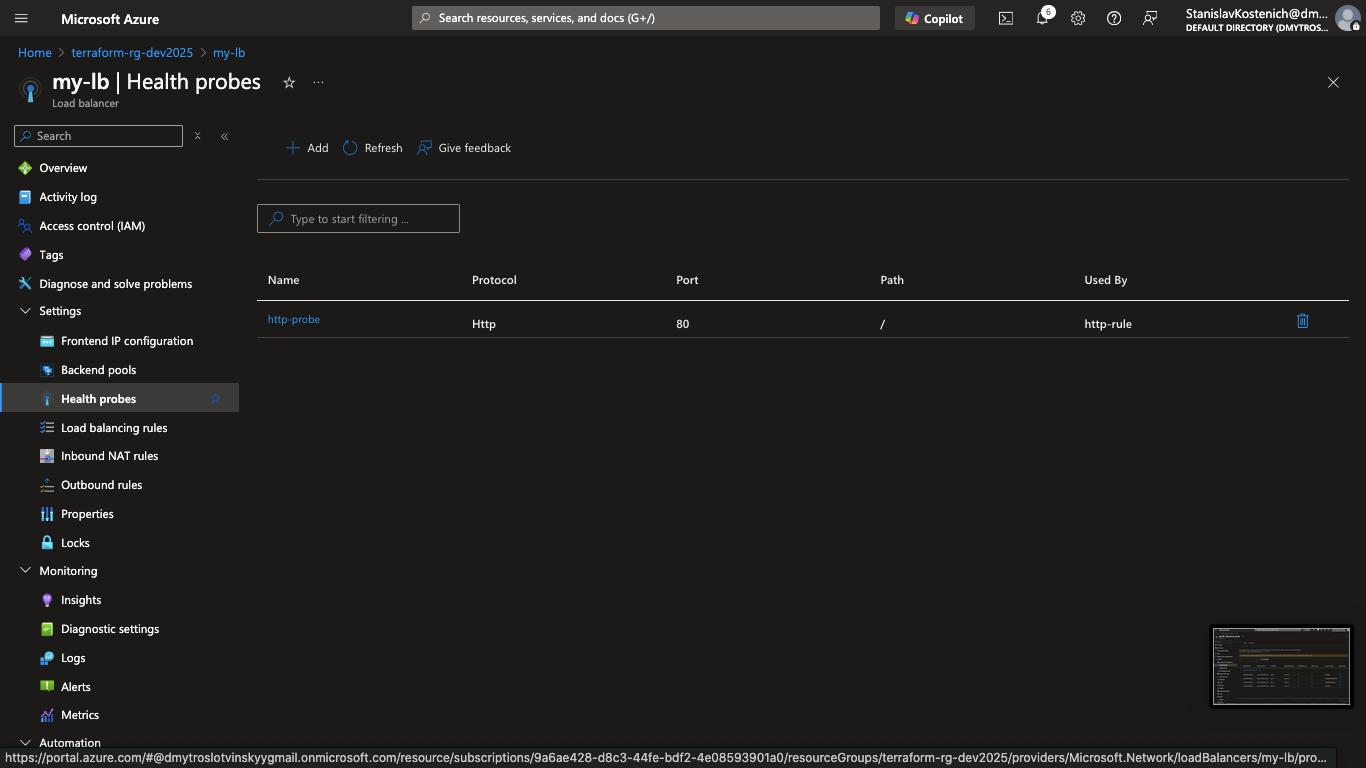 Microsoft Azure
Search resources, services, and docs (G+/)
Copilot
6
StanislavKostenich@dm...
DEFAULT DIRECTORY (DMYTROS...
Home > terraform-rg-dev2025 > my-lb
my-lb | Health probes
Load balancer
Search
Add
Refresh
Give feedback
Overview
Activity log
Access control (IAM)
Tags
Diagnose and solve problems
Settings
Frontend IP configuration
Backend pools
Health probes
Load balancing rules
Inbound NAT rules
Outbound rules
Properties
Locks
Monitoring
Insights
Diagnostic settings
Logs
Alerts
Metrics
Automation
Type to start filtering ...
Name Protocol Port Path Used By
http-probe Http 80 / http-rule
https://portal.azure.com/#@dmytroslotvinskyygmail.onmicrosoft.com/resource/subscriptions/9a6ae428-d8c3-44fe-bdf2-4e08593901a0/resourceGroups/terraform-rg-dev2025/providers/Microsoft.Network/loadBalancers/my-lb/pro...